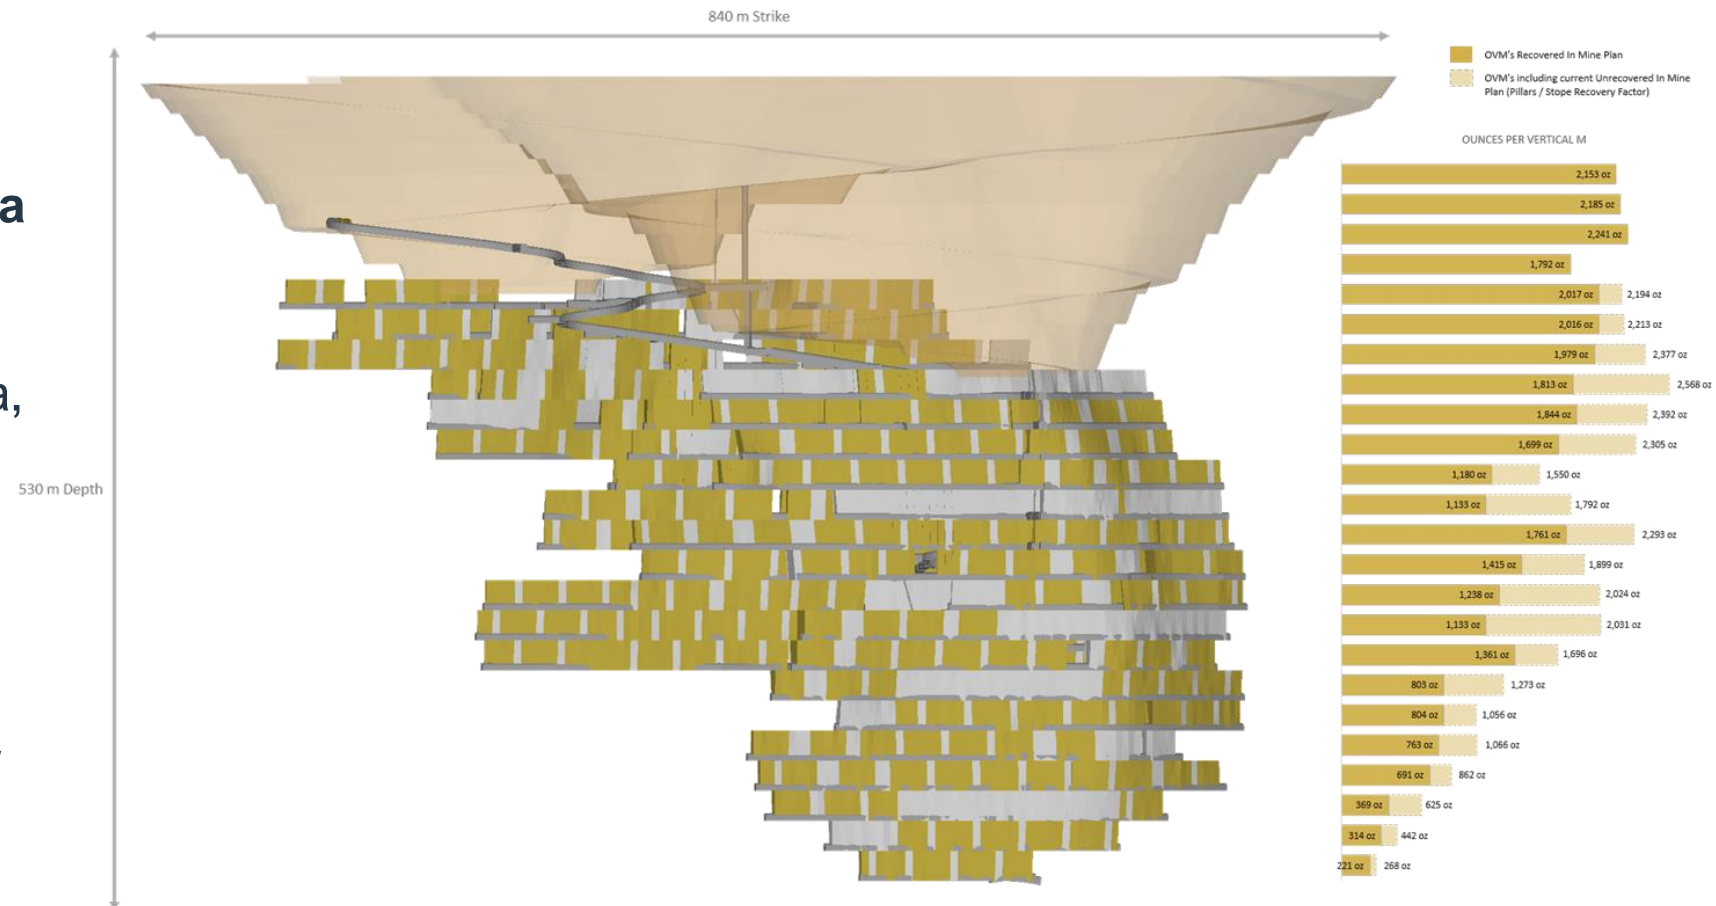 840 m Strike
OVM's Recovered In Mine Plan
OVM's including current Unrecovered In Mine
Plan (Pillars / Stope Recovery Factor)
OUNCES PER VERTICAL M
a
a,
530 m Depth
2,153 oz
2,185 oz
2,241 oz
1,792 oz
2,017 oz 2,194 oz
2,016 oz 2,213 oz
1,979 oz 2,377 oz
1,813 oz 2,568 oz
1,844 oz 2,392 oz
1,699 oz 2,305 oz
1,180 oz 1,550 oz
1,133 oz 1,792 oz
1,761 oz 2,293 oz
1,415 oz 1,899 oz
1,238 oz 2,024 oz
1,133 oz 2,031 oz
1,361 oz 1,696 oz
803 oz 1,273 oz
804 oz 1,056 oz
763 oz 1,066 oz
691 oz 862 oz
369 oz 625 oz
314 oz 442 oz
221 oz 268 oz